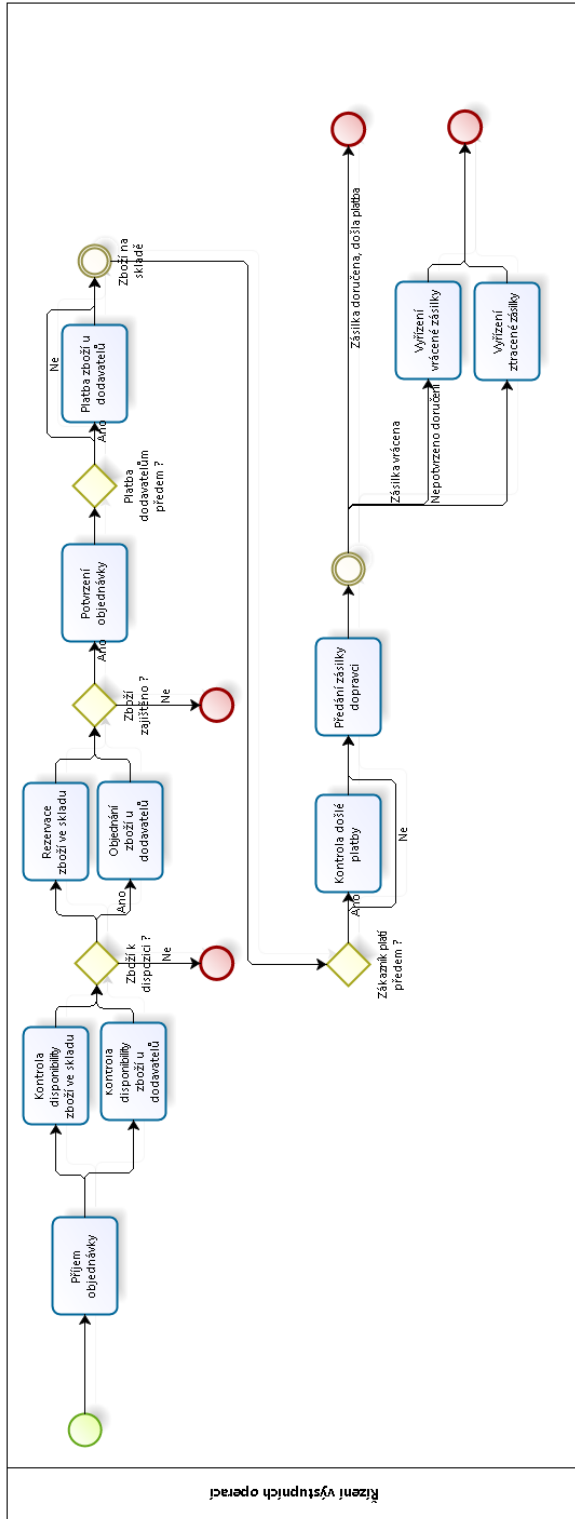 Řízení výstupních operací
Příjem
objednávky
Kontrola
disponibility
zboží ve skladu
Kontrola
disponibility
zboží u
dodavatelů
Zboží k
dispozici ?
Ne
Ano
Rezervace
zboží ve skladu
Objednání
zboží u
dodavatelů
Zboží
zajištěno ?
Ne
Ano
Potvrzení
objednávky
Platba
dodavatelům
předem ?
Ano
Ne
Platba zboží u
dodavatelů
Zboží na
skladě
Zákazník platí
předem ?
Ano
Ne
Kontrola došlé
platby
Předání zásilky
dopravci
Zásilka doručena, došla platba
Zásilka vrácena
Nepotvrzeno doručení
Vyřízení
vrácené zásilky
Vyřízení
ztracené zásilky